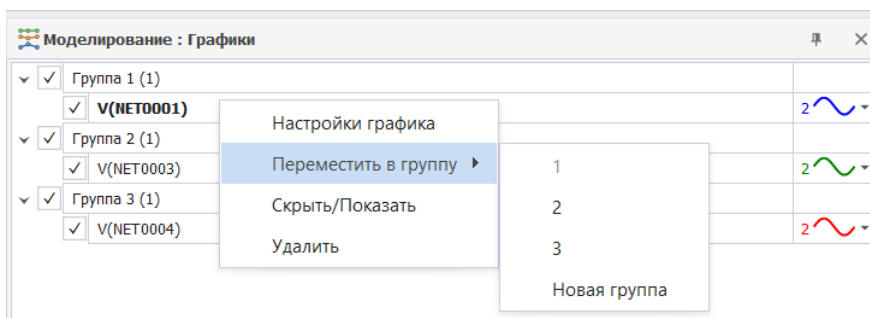 Моделирование : Графики
Группа 1 (1)
V(NET0001)
2
Группа 2 (1)
V(NET0003)
2
Группа 3 (1)
V(NET0004)
2
Настройки графика
Переместить в группу
Скрыть/Показать
Удалить
1
2
3
Новая группа